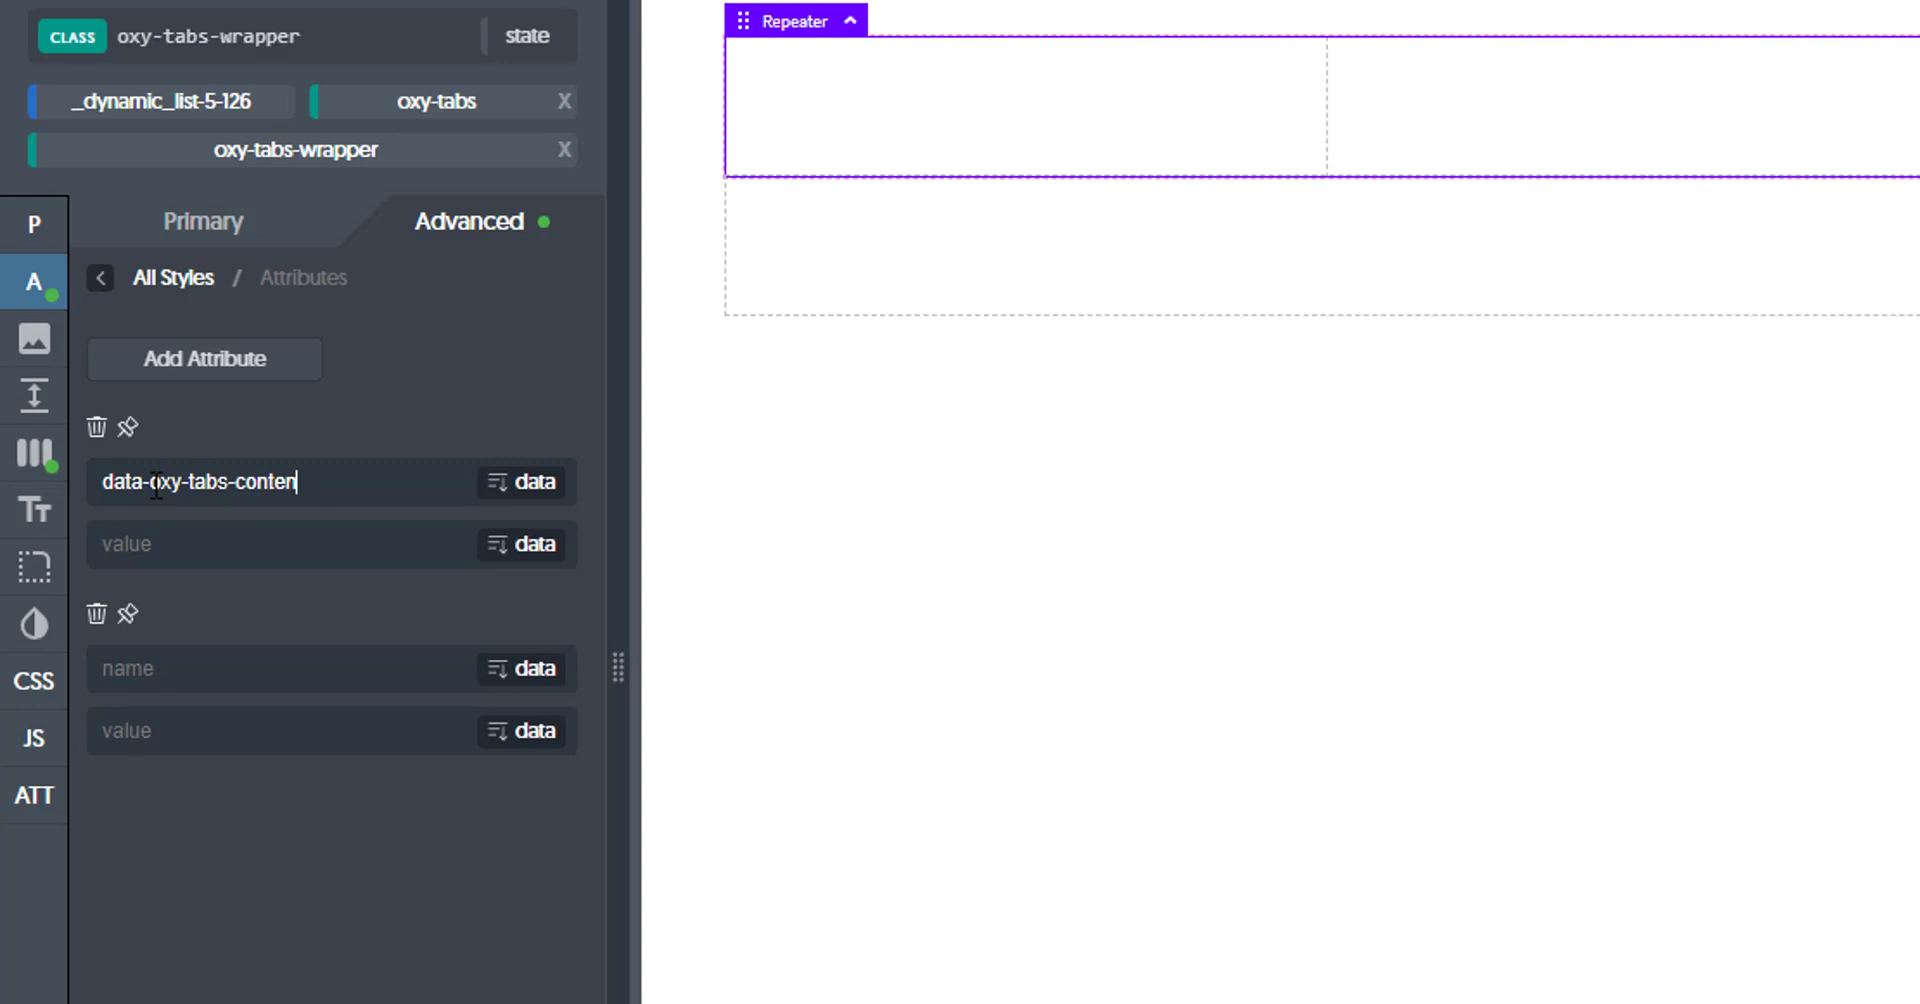 CLASS oxy-tabs-wrapper state
_dynamic_list-5-126 oxy-tabs X
oxy-tabs-wrapper X
Repeater
P
Primary Advanced
A
All Styles / Attributes
Add Attribute
data-oxy-tabs-conten data
value data
Tt
name data
CSS
value data
JS
ATT